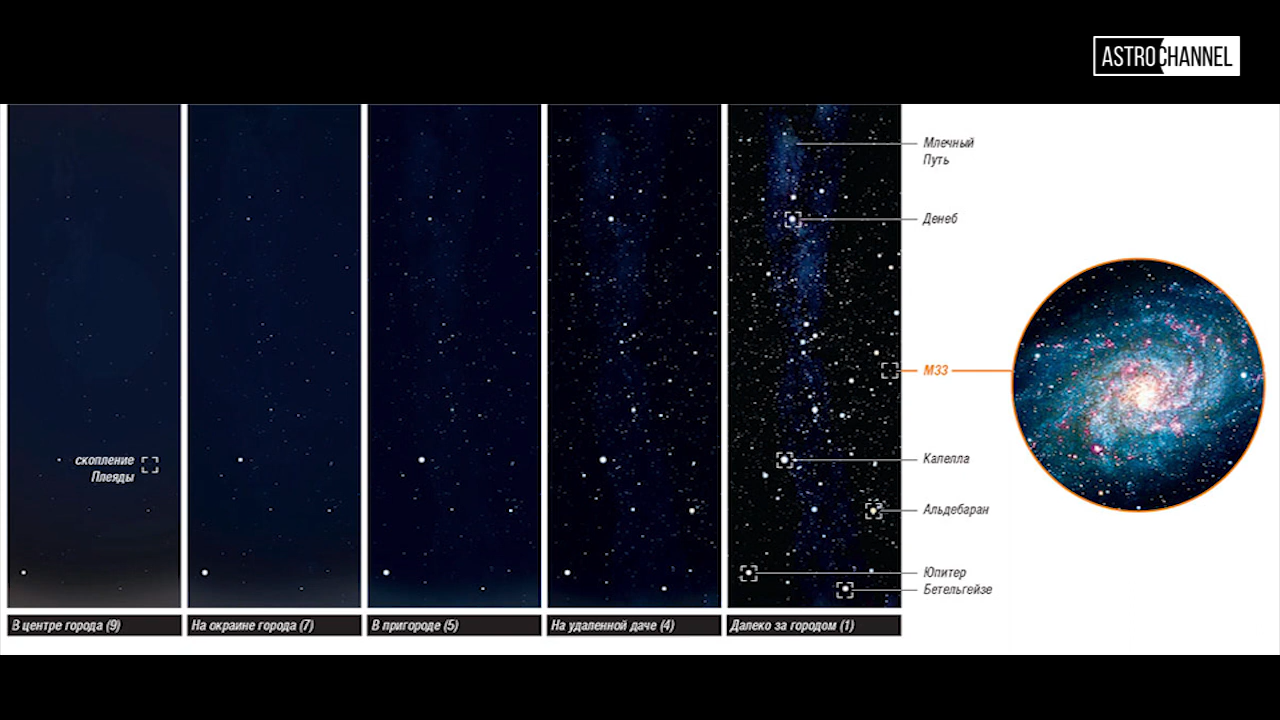 ASTROCHANNEL
Млечный
Путь
Денеб
М33
скопление
Плеяды
Капелла
Альдебаран
Юпитер
Бетельгейзе
В центре города (9)
На окраине города (7)
В пригороде (5)
На удаленной даче (4)
Далеко за городом (1)